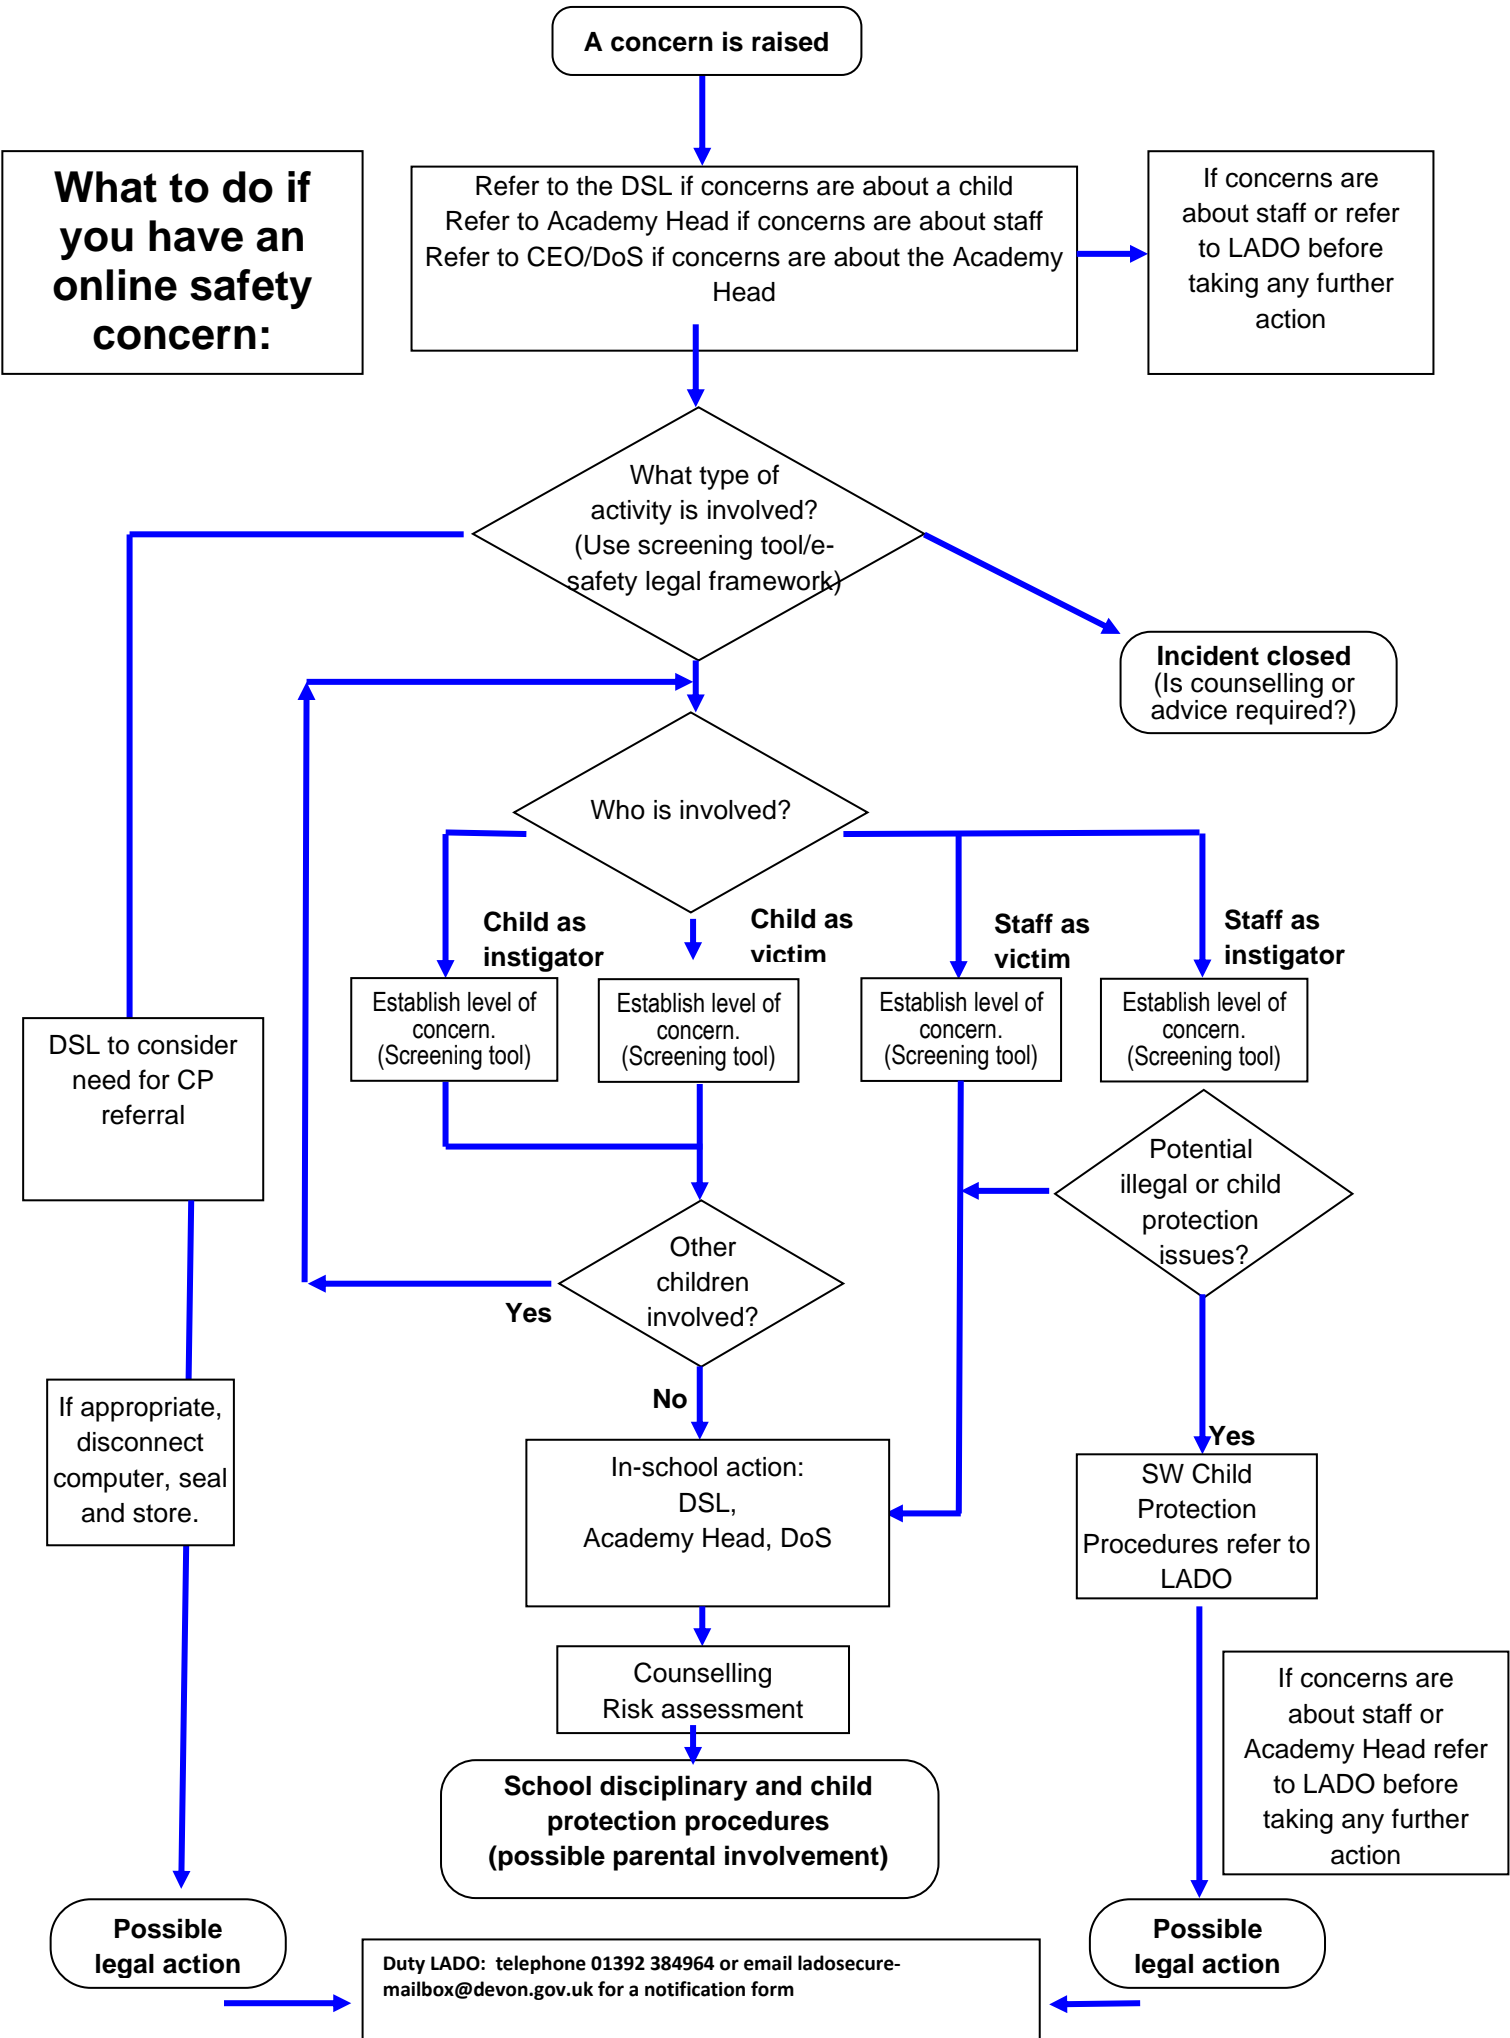 A concern is raised
What to do if
you have an
online safety
concern:
Refer to the DSL if concerns are about a child
Refer to Academy Head if concerns are about staff
Refer to CEO/DoS if concerns are about the Academy
Head
If concerns are
about staff or refer
to LADO before
taking any further
action
What type of
activity is involved?
(Use screening tool/e-
safety legal framework)
Incident closed
(Is counselling or
advice required?)
Who is involved?
Child as
instigator
Child as
victim
Staff as
victim
Staff as
instigator
Establish level of
concern.
(Screening tool)
Establish level of
concern.
(Screening tool)
Establish level of
concern.
(Screening tool)
Establish level of
concern.
(Screening tool)
DSL to consider
need for CP
referral
Potential
illegal or child
protection
issues?
Other
children
involved?
Yes
No
If appropriate,
disconnect
computer, seal
and store.
In-school action:
DSL,
Academy Head, DoS
Yes
SW Child
Protection
Procedures refer to
LADO
Counselling
Risk assessment
If concerns are
about staff or
Academy Head refer
to LADO before
taking any further
action
School disciplinary and child
protection procedures
(possible parental involvement)
Possible
legal action
Possible
legal action
Duty LADO: telephone 01392 384964 or email ladosecure-
mailbox@devon.gov.uk for a notification form